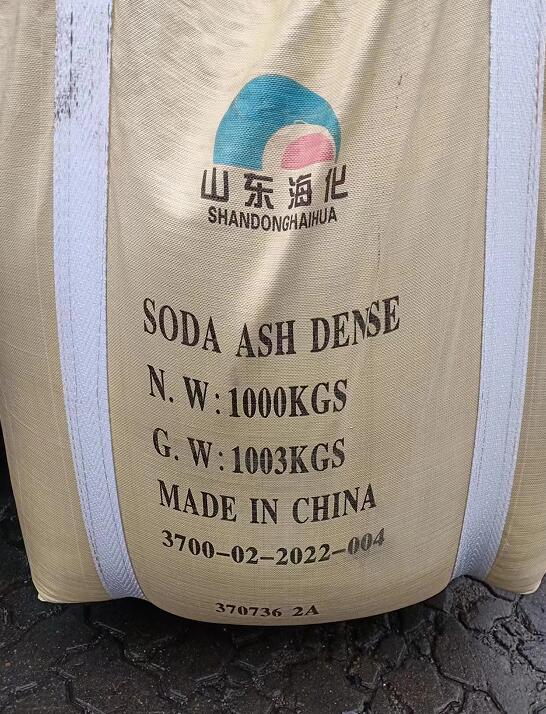 山东海化
SHANDONGHAIHUA
SODA ASH DENSE
N.W:1000KGS
G.W:1003KGS
MADE IN CHINA
3700-02-2022-004
370736 2A